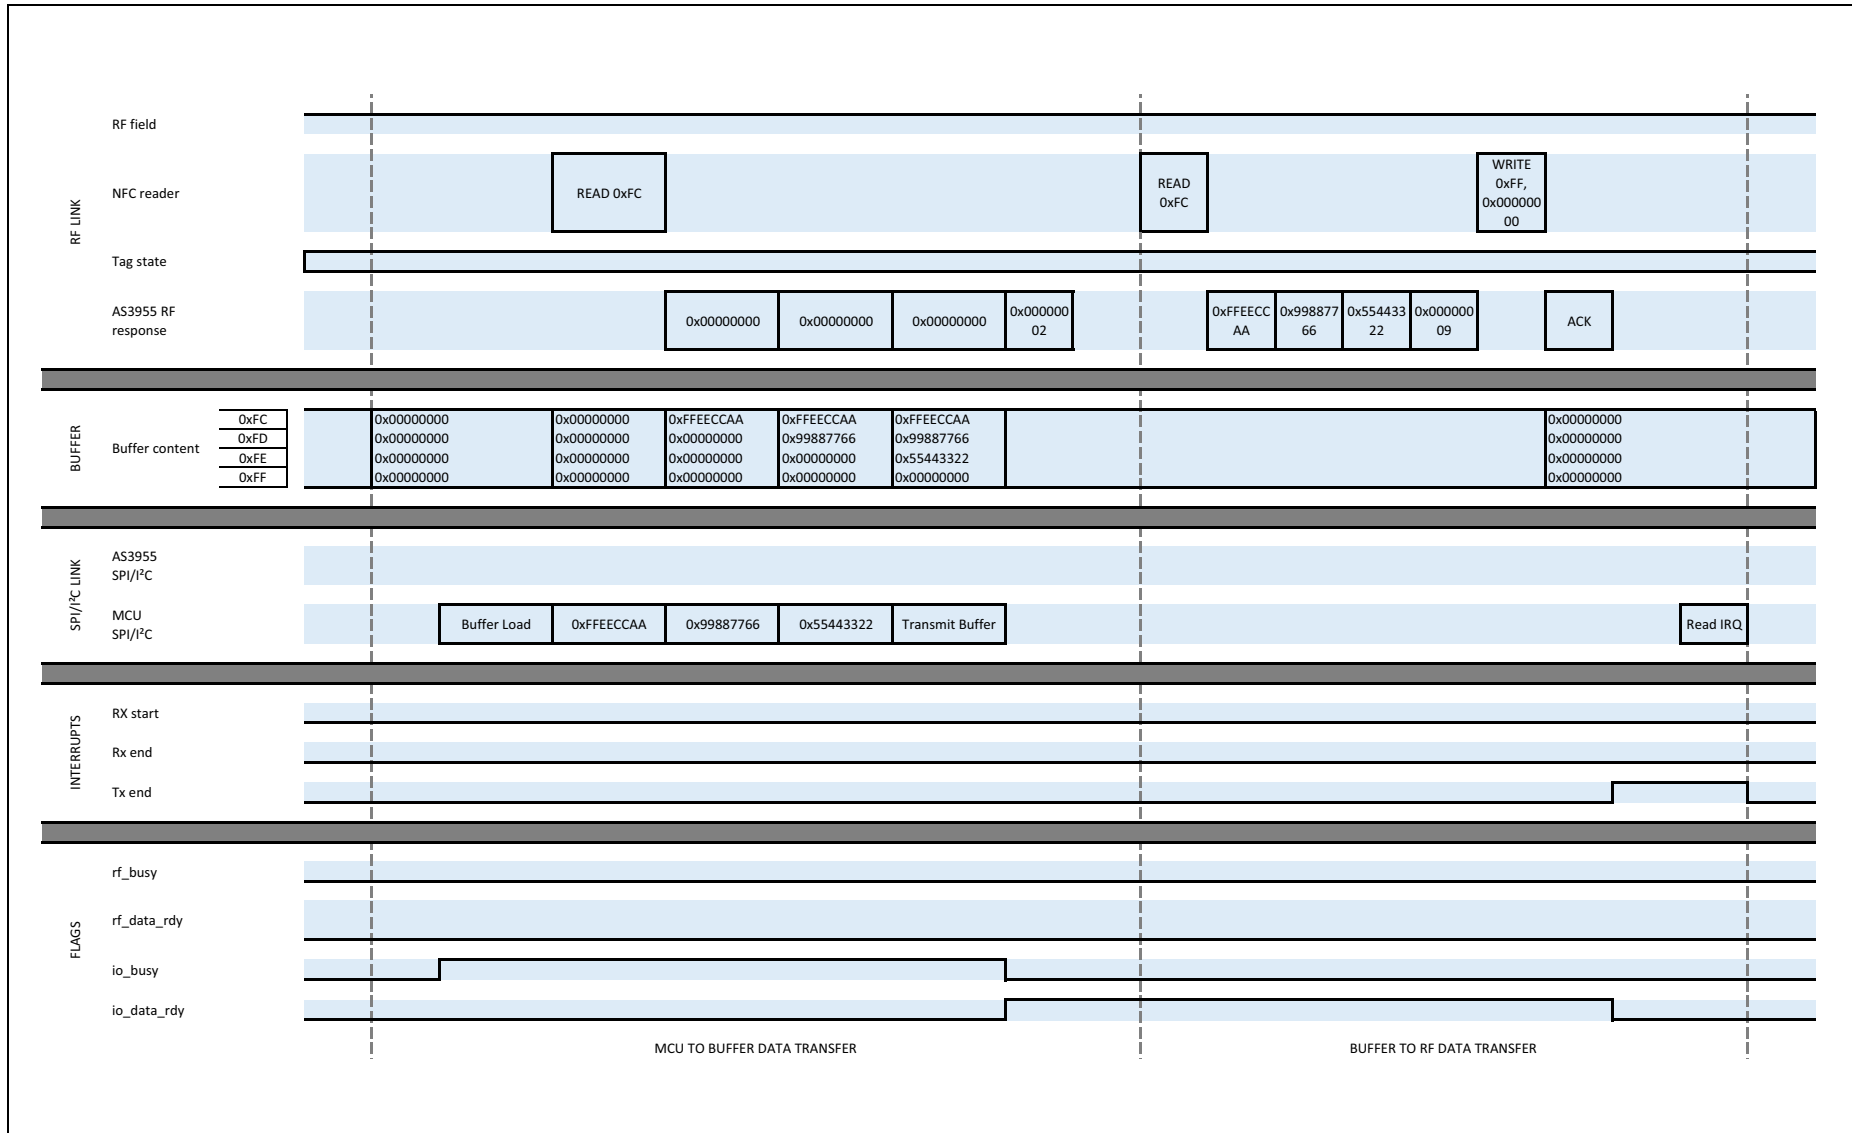 RF LINK
RF field
NFC reader
READ 0xFC
READ
0xFC
WRITE
0xFF,
0x000000
00
Tag state
AS3955 RF
response
0x00000000
0x00000000
0x00000000
0x000000
02
0xFFEECC
AA
0x998877
66
0x554433
22
0x000000
09
ACK
BUFFER
Buffer content
0xFC
0xFD
0xFE
0xFF
0x00000000
0x00000000
0x00000000
0x00000000
0x00000000
0x00000000
0x00000000
0x00000000
0xFFEECCAA
0x00000000
0x00000000
0x00000000
0xFFEECCAA
0x99887766
0x00000000
0x00000000
0xFFEECCAA
0x99887766
0x55443322
0x00000000
0x00000000
0x00000000
0x00000000
0x00000000
SPI/I²C LINK
AS3955
SPI/I²C
MCU
SPI/I²C
Buffer Load
0xFFEECCAA
0x99887766
0x55443322
Transmit Buffer
Read IRQ
INTERRUPTS
RX start
Rx end
Tx end
FLAGS
rf_busy
rf_data_rdy
io_busy
io_data_rdy
MCU TO BUFFER DATA TRANSFER
BUFFER TO RF DATA TRANSFER